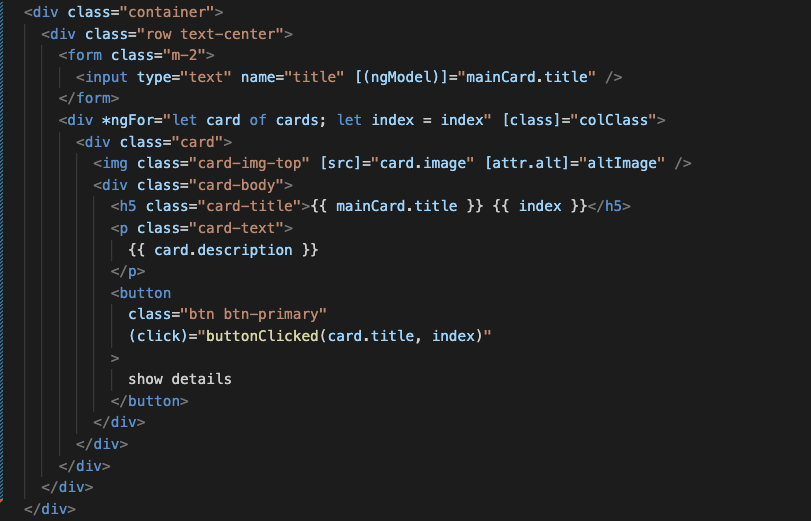 <div class="container">
<div class="row text-center">
<form class="m-2">
<input type="text" name="title" [(ngModel)]="mainCard.title" />
</form>
<div *ngFor="let card of cards; let index = index" [class]="colClass">
<div class="card">
<img class="card-img-top" [src]="card.image" [attr.alt]="altImage" />
<div class="card-body">
<h5 class="card-title">{{ mainCard.title }} {{ index }}</h5>
<p class="card-text">
{{ card.description }}
</p>
<button
class="btn btn-primary"
(click)="buttonClicked(card.title, index)"
>
show details
</button>
</div>
</div>
</div>
</div>
</div>